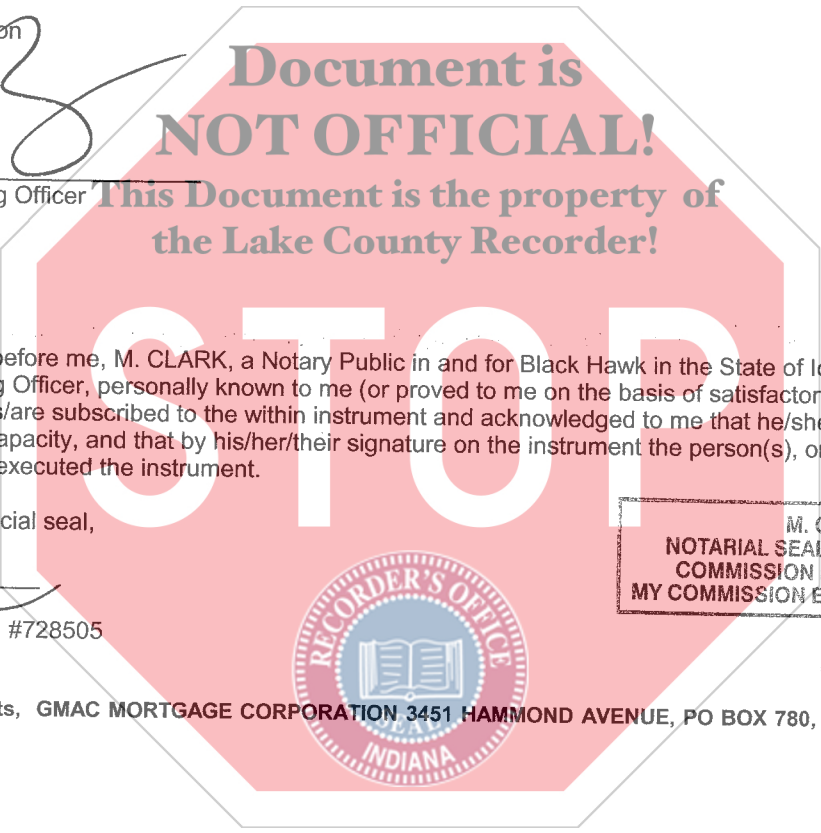 on
Document is
NOT OFFICIAL!
g Officer This Document is the property of
the Lake County Recorder!
STOP
before me, M. CLARK, a Notary Public in and for Black Hawk in the State of Io
g Officer, personally known to me (or proved to me on the basis of satisfactor
s/are subscribed to the within instrument and acknowledged to me that he/she
apacity, and that by his/her/their signature on the instrument the person(s), or
executed the instrument.
cial seal,
M. C
NOTARIAL SEAL
COMMISSION
MY COMMISSION E
#728505
RECORDER'S OFFICE
SEAL
INDIANA
ts, GMAC MORTGAGE CORPORATION 3451 HAMMOND AVENUE, PO BOX 780,